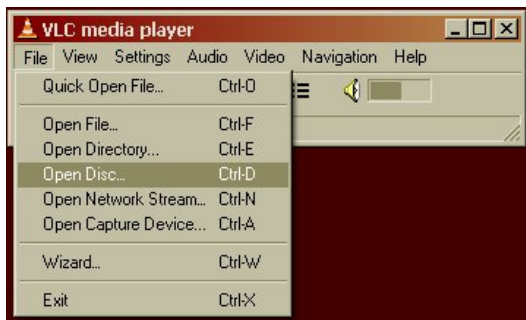 VLC media player
File View Settings Audio Video Navigation Help
Quick Open File... Ctrl-O
Open File... Ctrl-F
Open Directory... Ctrl-E
Open Disc... Ctrl-D
Open Network Stream... Ctrl-N
Open Capture Device... Ctrl-A
Wizard... Ctrl-W
Exit Ctrl-X